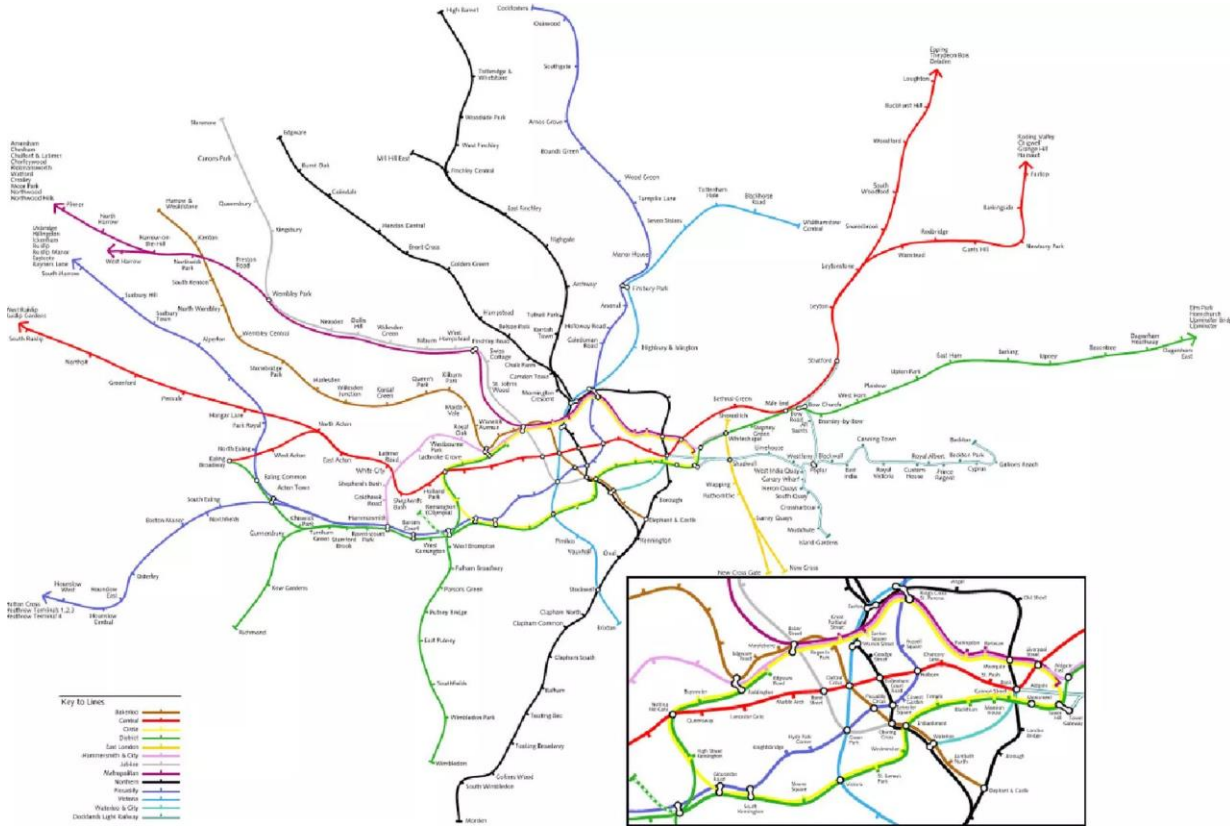 High Barnet
Cockfosters
Oakwood
Totteridge &
Whetstone
Southgate
Woodside Park
Arnos Grove
West Finchley
Bounds Green
Mill Hill East
Finchley Central
Wood Green
Turnpike Lane
East Finchley
Seven Sisters
Tottenham
Hale
Blackhorse
Road
Walthamstow
Central
Highgate
Manor House
Finsbury Park
Archway
Arsenal
Tufnell Park
Holloway Road
Kentish
Town
Caledonian
Road
Highbury & Islington
Camden Town
Mornington
Crescent
Stanmore
Canons Park
Queensbury
Kingsbury
Wembley Park
Edgware
Burnt Oak
Colindale
Hendon Central
Brent Cross
Golders Green
Hampstead
Belsize Park
Chalk Farm
Epping
Theydon Bois
Debden
Loughton
Buckhurst Hill
Woodford
South
Woodford
Snaresbrook
Roding Valley
Chigwell
Grange Hill
Hainault
Fairlop
Barkingside
Newbury Park
Gants Hill
Redbridge
Wanstead
Leytonstone
Leyton
Stratford
Amersham
Chesham
Chalfont & Latimer
Chorleywood
Rickmansworth
Watford
Croxley
Moor Park
Northwood
Northwood Hills
Pinner
North
Harrow
Harrow-on-
the-Hill
West Harrow
Northwick
Park
Preston
Road
Harrow &
Wealdstone
Kenton
South Kenton
North Wembley
Wembley Central
Stonebridge
Park
Harlesden
Willesden
Junction
Kensal
Green
Queen's
Park
Kilburn
Park
Maida
Vale
Warwick
Avenue
Neasden
Dollis
Hill
Willesden
Green
Kilburn
West
Hampstead
Finchley Road
Swiss
Cottage
St. Johns
Wood
Uxbridge
Hillingdon
Ickenham
Ruislip
Ruislip Manor
Eastcote
Rayners Lane
South Harrow
Sudbury Hill
Sudbury
Town
Alperton
Park Royal
North Ealing
West Ruislip
Ruislip Gardens
South Ruislip
Northolt
Greenford
Perivale
Hanger Lane
North Acton
West Acton
Ealing
Broadway
East Acton
White City
Shepherd's
Bush
Holland
Park
Royal
Oak
Westbourne
Park
Ladbroke Grove
Latimer
Road
Shepherd's Bush
Goldhawk
Road
Hammersmith
Ealing Common
Acton Town
South Ealing
Northfields
Boston Manor
Osterley
Hounslow
East
Hounslow
Central
Hounslow
West
Hatton Cross
Heathrow Terminals 1,2,3
Heathrow Terminal 4
Chiswick
Park
Turnham
Green
Stamford
Brook
Ravenscourt
Park
Barons
Court
West
Kensington
Kensington
(Olympia)
Gunnersbury
Kew Gardens
Richmond
West Brompton
Fulham Broadway
Parsons Green
Putney Bridge
East Putney
Southfields
Wimbledon Park
Wimbledon
Pimlico
Vauxhall
Stockwell
Brixton
Borough
Elephant & Castle
Kennington
Oval
Clapham North
Clapham Common
Clapham South
Balham
Tooting Bec
Tooting Broadway
Colliers Wood
South Wimbledon
Morden
Elm Park
Hornchurch
Upminster Bridge
Upminster
Dagenham
East
Dagenham
Heathway
Becontree
Upney
Barking
East Ham
Upton Park
Plaistow
West Ham
Bromley-by-Bow
Bow Church
Bow
Road
Mile End
Bethnal Green
Stepney
Green
Shoreditch
Whitechapel
Shadwell
Limehouse
Westferry
Poplar
All
Saints
Blackwall
East
India
Canning Town
Royal
Victoria
Custom
House
Royal Albert
Prince
Regent
Beckton Park
Cyprus
Beckton
Gallions Reach
West India Quay
Canary Wharf
Heron Quays
South Quay
Crossharbour
Mudchute
Island Gardens
Wapping
Rotherhithe
Surrey Quays
New Cross Gate
New Cross
Key to Lines
Bakerloo
Central
Circle
District
East London
Hammersmith & City
Jubilee
Metropolitan
Northern
Piccadilly
Victoria
Waterloo & City
Docklands Light Railway
Angel
Old Street
Euston
Great
Portland
Street
Baker
Street
Marylebone
Edgware
Road
Regents
Park
Warren Street
Goodge
Street
Russell
Square
Farringdon
Barbican
Moorgate
Liverpool
Street
Paddington
Bayswater
Notting
Hill Gate
Queensway
Lancaster Gate
Marble Arch
Bond
Street
Oxford
Circus
Tottenham
Court
Road
Holborn
Chancery
Lane
St. Pauls
Bank
Aldgate
Monument
Tower
Gateway
Cannon Street
Mansion
House
Blackfriars
Temple
Embankment
Covent
Garden
Leicester
Square
Piccadilly
Circus
Charing
Cross
Green
Park
Hyde Park
Corner
Knightsbridge
High Street
Kensington
Gloucester
Road
South
Kensington
Sloane
Square
Victoria
St. James
Park
Westminster
Waterloo
Lambeth
North
London
Bridge
Borough
Elephant & Castle